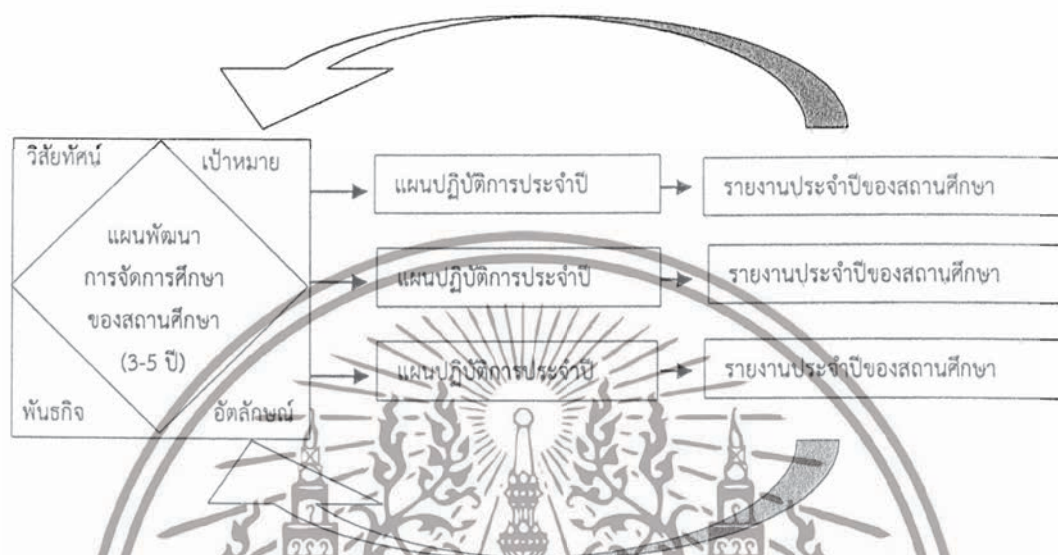 วิสัยทัศน์
เป้าหมาย
แผนพัฒนา
การจัดการศึกษา
ของสถานศึกษา
(3-5 ปี)
พันธกิจ
อัตลักษณ์
แผนปฏิบัติการประจำปี
รายงานประจำปีของสถานศึกษา
แผนปฏิบัติการประจำปี
รายงานประจำปีของสถานศึกษา
แผนปฏิบัติการประจำปี
รายงานประจำปีของสถานศึกษา